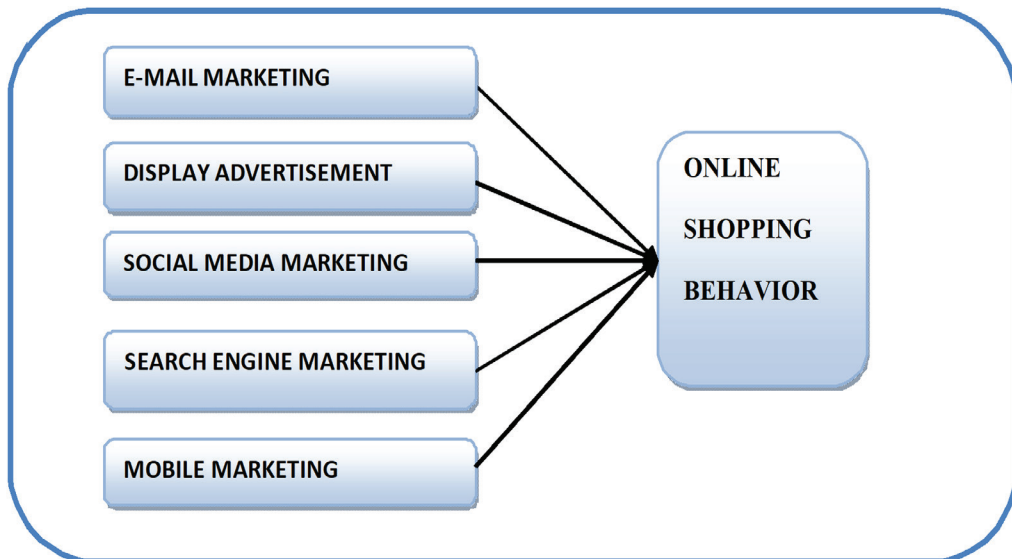 E-MAIL MARKETING
DISPLAY ADVERTISEMENT
SOCIAL MEDIA MARKETING
SEARCH ENGINE MARKETING
MOBILE MARKETING
ONLINE
SHOPPING
BEHAVIOR